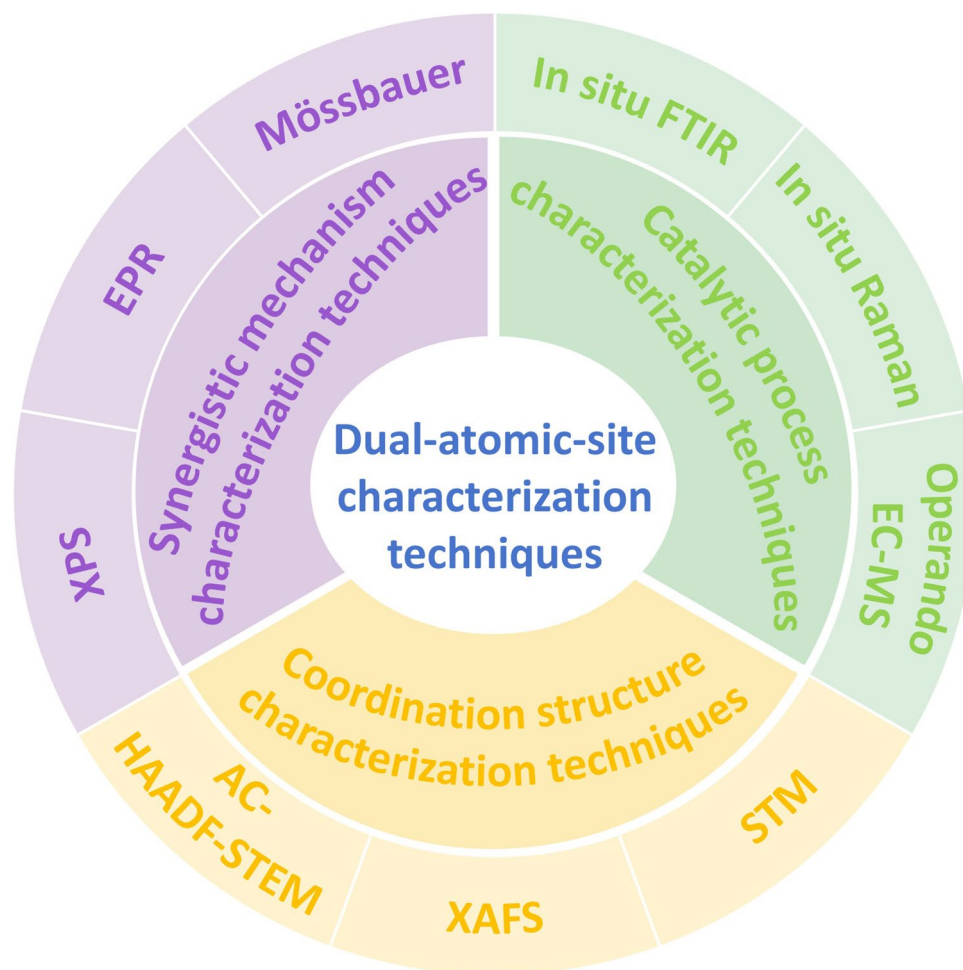 Dual-atomic-site
characterization
techniques
Synergistic mechanism
characterization techniques
XPS
EPR
Mössbauer
Catalytic process
characterization techniques
In situ FTIR
In situ Raman
Operando
EC-MS
Coordination structure
characterization techniques
AC-
HAADF-STEM
XAFS
STM